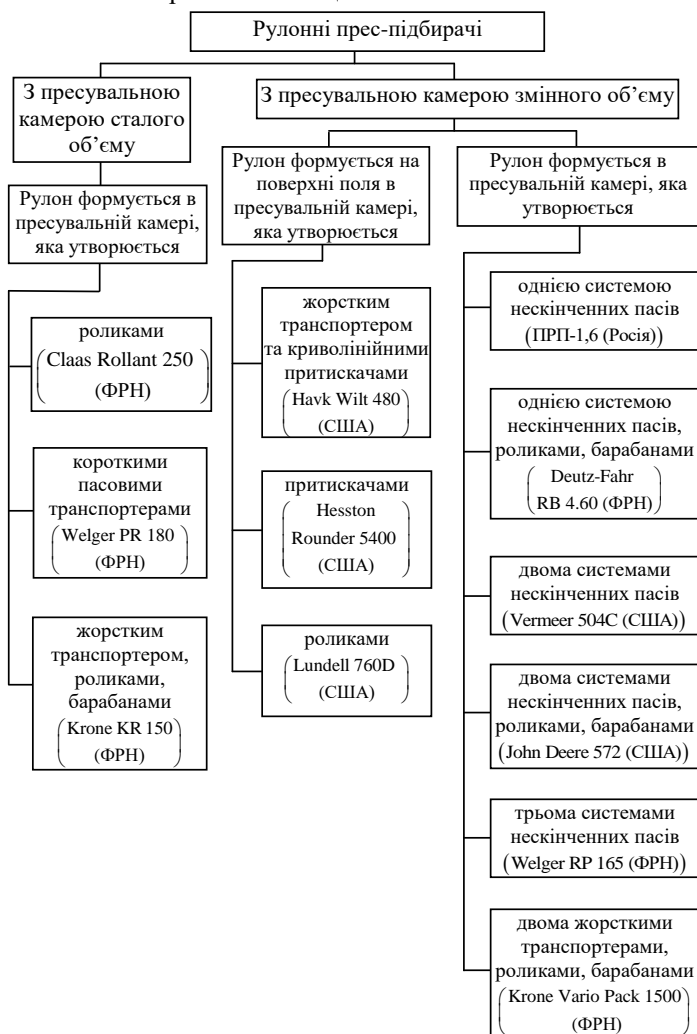 Рулонні прес-підбирачі
З пресувальною
камерою сталого
об’єму
З пресувальною камерою змінного об’єму
Рулон формується в
пресувальній камері,
яка утворюється
роликами
(Claas Rollant 250
(ФРН))
короткими
пасовими
транспортерами
(Welger PR 180
(ФРН))
жорстким
транспортером,
роликами,
барабанами
(Krone KR 150
(ФРН))
Рулон формується на
поверхні поля в
пресувальній камері,
яка утворюється
жорстким
транспортером
та криволінійними
притискачами
(Havk Wilt 480
(США))
притискачами
(Hesston
Rounder 5400
(США))
роликами
(Lundell 760D
(США))
Рулон формується в
пресувальній камері, яка
утворюється
однією системою
нескінченних пасів
(ПРП-1,6 (Росія))
однією системою
нескінченних пасів,
роликами, барабанами
(Deutz-Fahr
RB 4.60 (ФРН))
двома системами
нескінченних пасів
(Vermeer 504C (США))
двома системами
нескінченних пасів,
роликами, барабанами
(John Deere 572 (США))
трьома системами
нескінченних пасів
(Welger RP 165 (ФРН))
двома жорсткими
транспортерами,
роликами, барабанами
(Krone Vario Pack 1500
(ФРН))